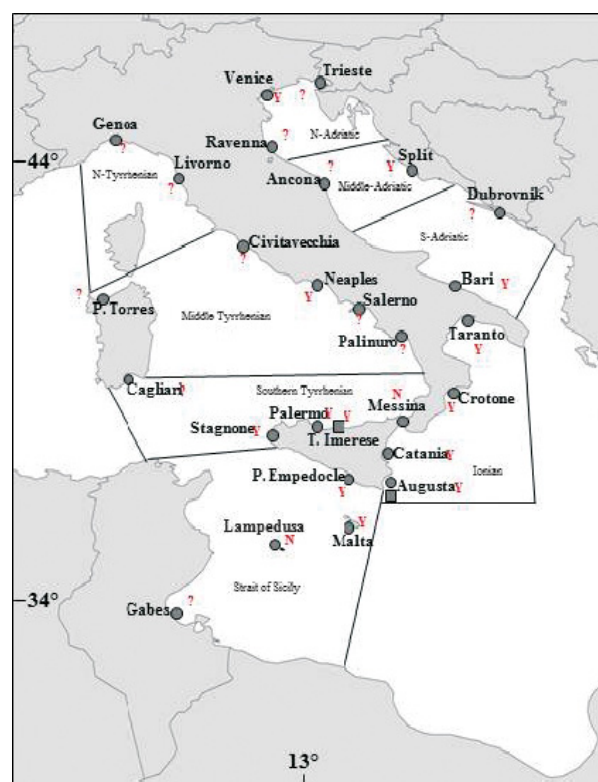 Trieste
?
Venice
Y
Genoa
?
Ravenna
?
N-Adriatic
44°
Livorno
?
N-Tyrrhenian
Ancona
?
Middle-Adriatic
Split
Y
Dubrovnik
?
S-Adriatic
Civitavecchia
?
P. Torres
?
Neaples
Y
Salerno
?
Bari
Y
Middle Tyrrhenian
Palinuro
?
Taranto
Y
Cagliari
?
Southern Tyrrhenian
N
Messina
Crotone
Y
Palermo
Y
Y
T. Imerese
Stagnone
Y
Catania
Y
Ionian
P. Empedocle
Y
Augusta
Y
Lampedusa
N
Malta
Y
Strait of Sicily
34°
Gabes
?
13°